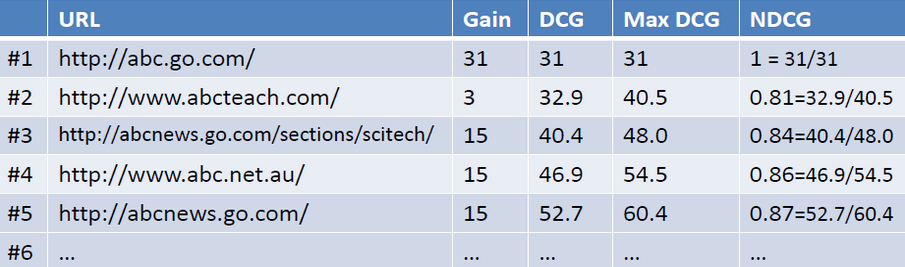 URL Gain DCG Max DCG NDCG
#1 http://abc.go.com/ 31 31 31 1 = 31/31
#2 http://www.abcteach.com/ 3 32.9 40.5 0.81=32.9/40.5
#3 http://abcnews.go.com/sections/scitech/ 15 40.4 48.0 0.84=40.4/48.0
#4 http://www.abc.net.au/ 15 46.9 54.5 0.86=46.9/54.5
#5 http://abcnews.go.com/ 15 52.7 60.4 0.87=52.7/60.4
#6 ... ... ... ... ...